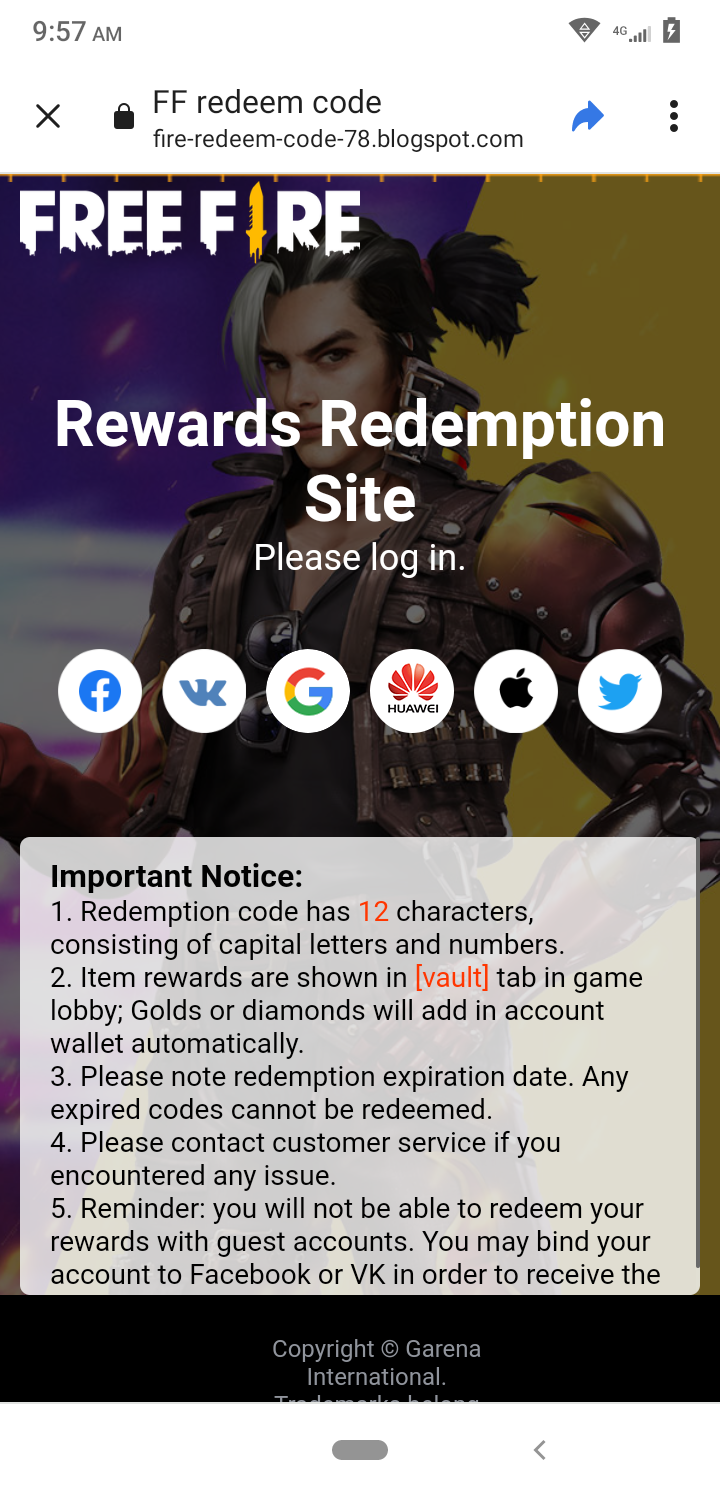 9:57 AM
4G
FF redeem code
fire-redeem-code-78.blogspot.com
FREE FIRE
Rewards Redemption
Site
Please log in.
HUAWEI
Important Notice:
1. Redemption code has 12 characters,
consisting of capital letters and numbers.
2. Item rewards are shown in [vault] tab in game
lobby; Golds or diamonds will add in account
wallet automatically.
3. Please note redemption expiration date. Any
expired codes cannot be redeemed.
4. Please contact customer service if you
encountered any issue.
5. Reminder: you will not be able to redeem your
rewards with guest accounts. You may bind your
account to Facebook or VK in order to receive the
Copyright © Garena
International.
Trademarks belong